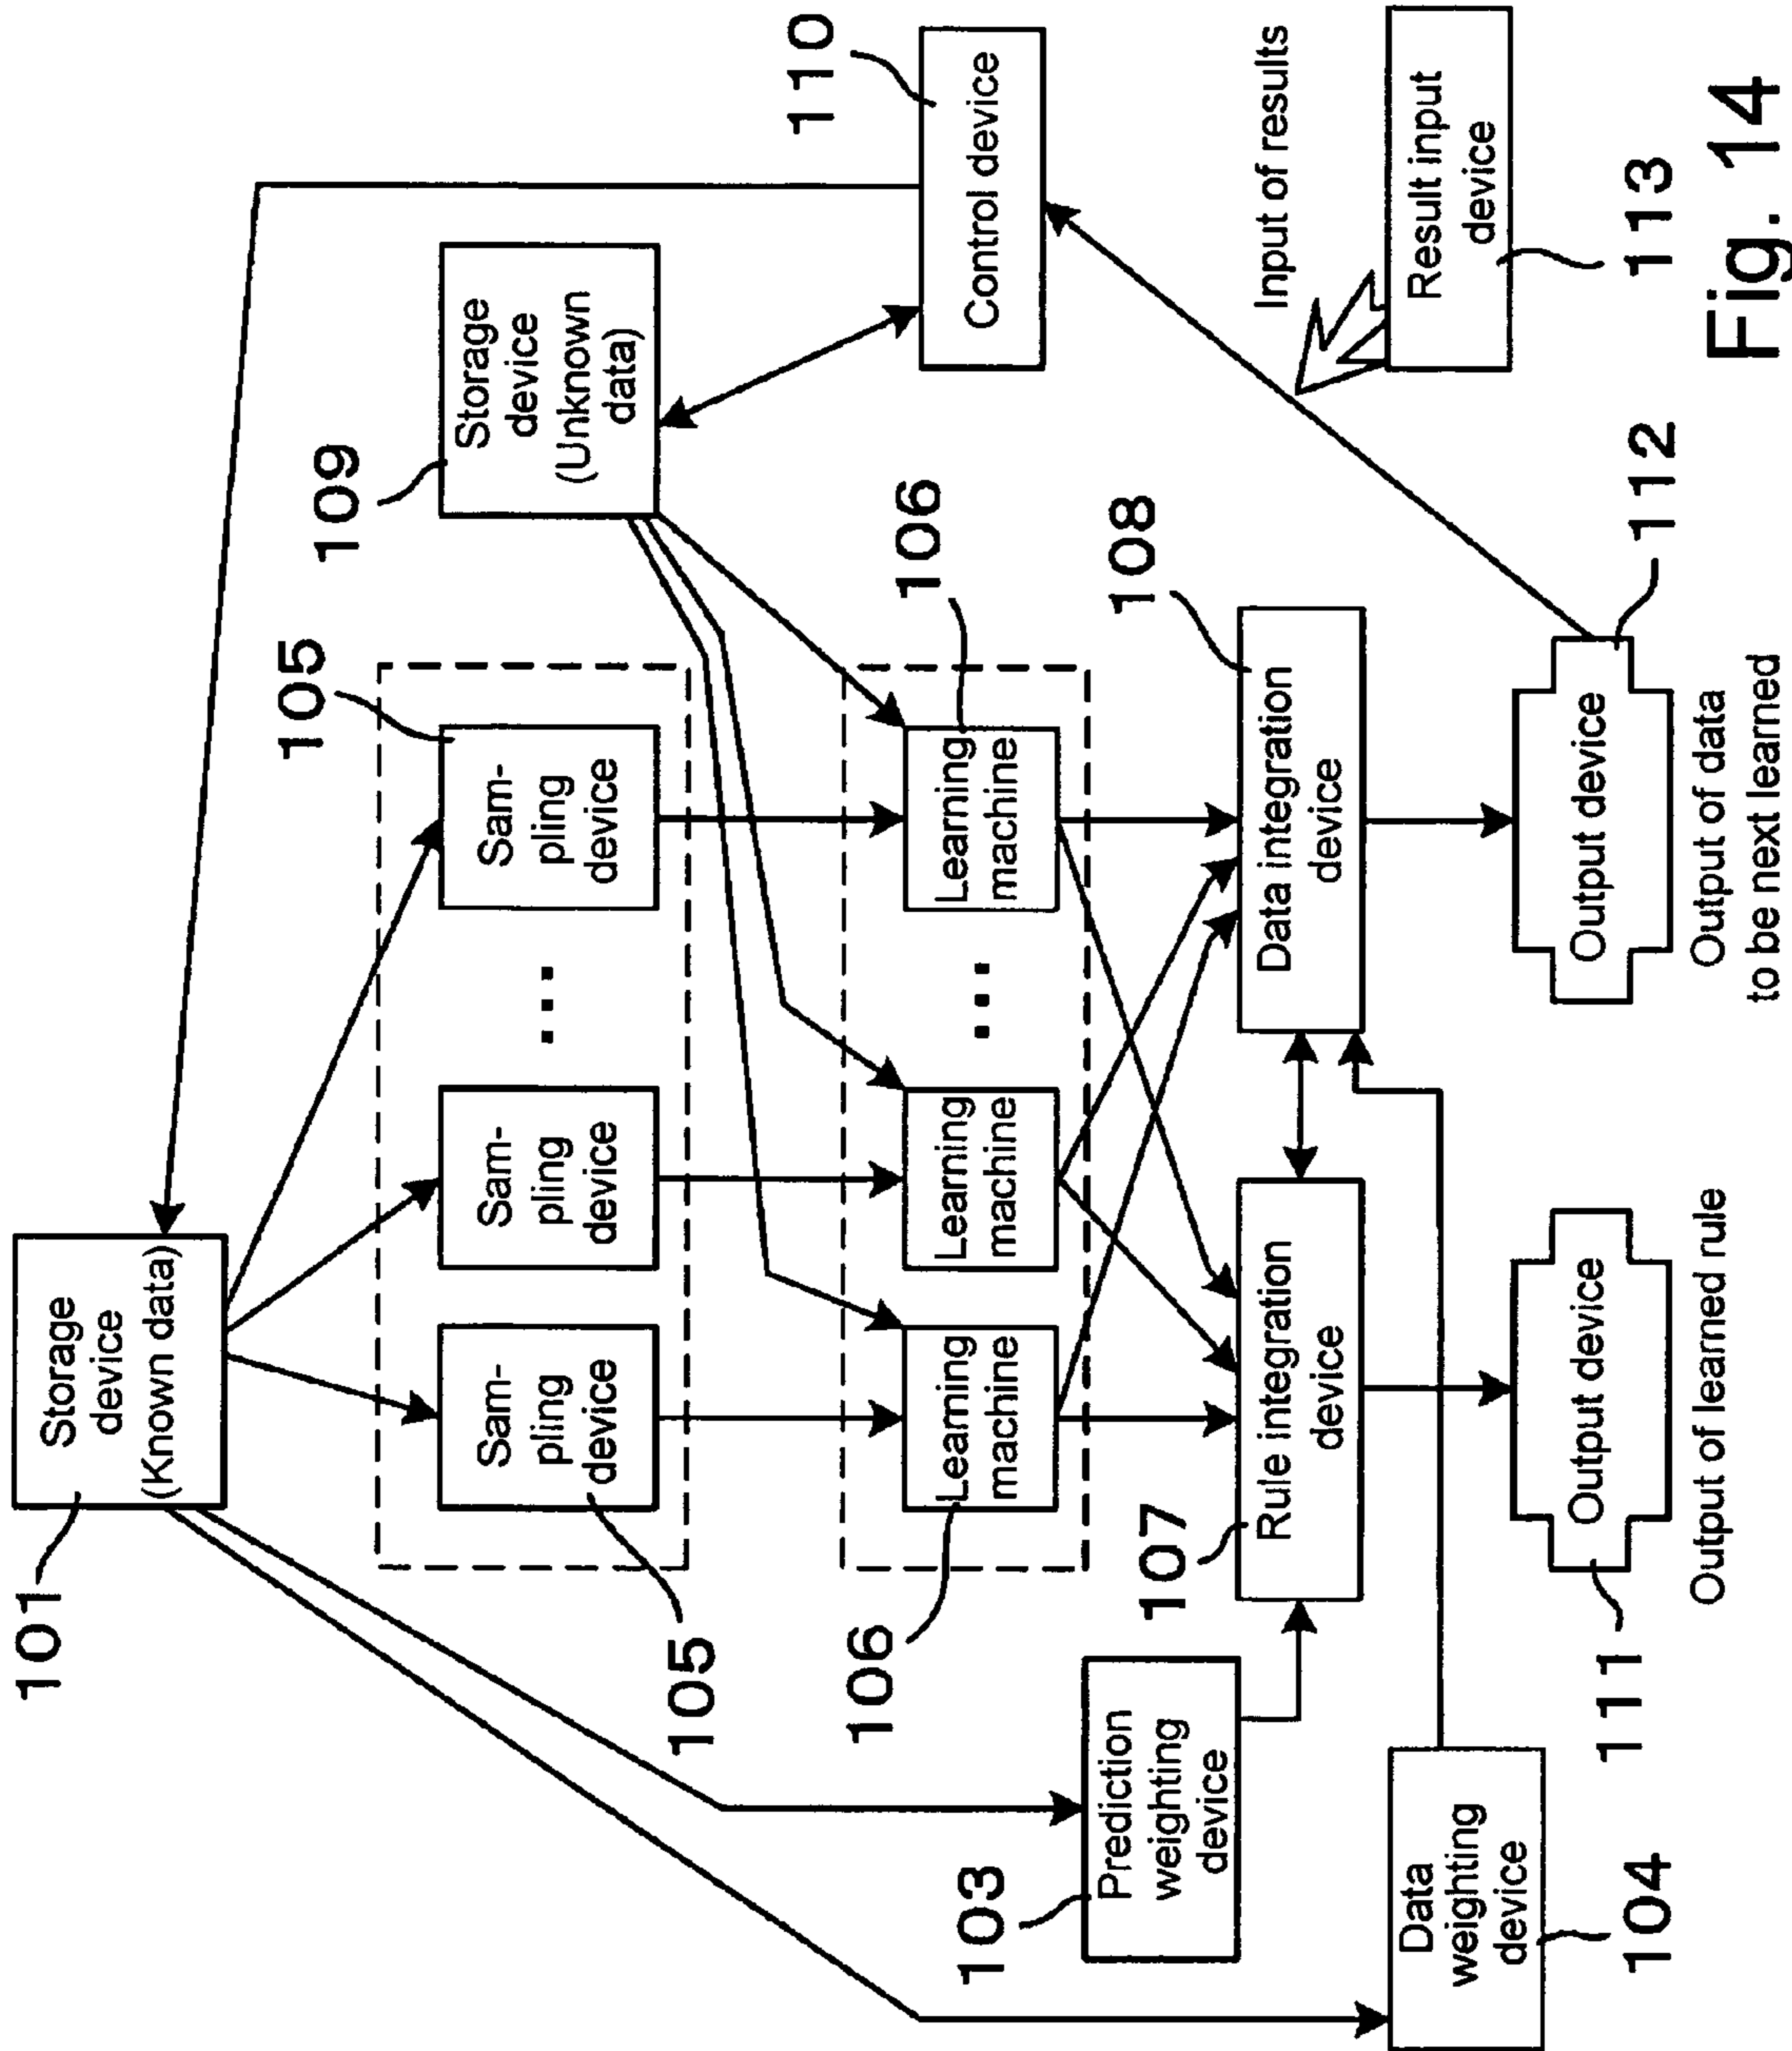 101
Storage
device
(Known data)
105
Sam-
pling
device
Sam-
pling
device
...
Sam-
pling
device
105
109
Storage
device
(Unknown
data)
110
Control device
106
Learning
machine
Learning
machine
...
Learning
machine
106
103
Prediction
weighting
device
107
Rule integration
device
108
Data integration
device
Input of results
104
Data
weighting
device
111
Output device
Output of learned rule
112
Output device
Output of data
to be next learned
Result input
device
113
Fig. 14